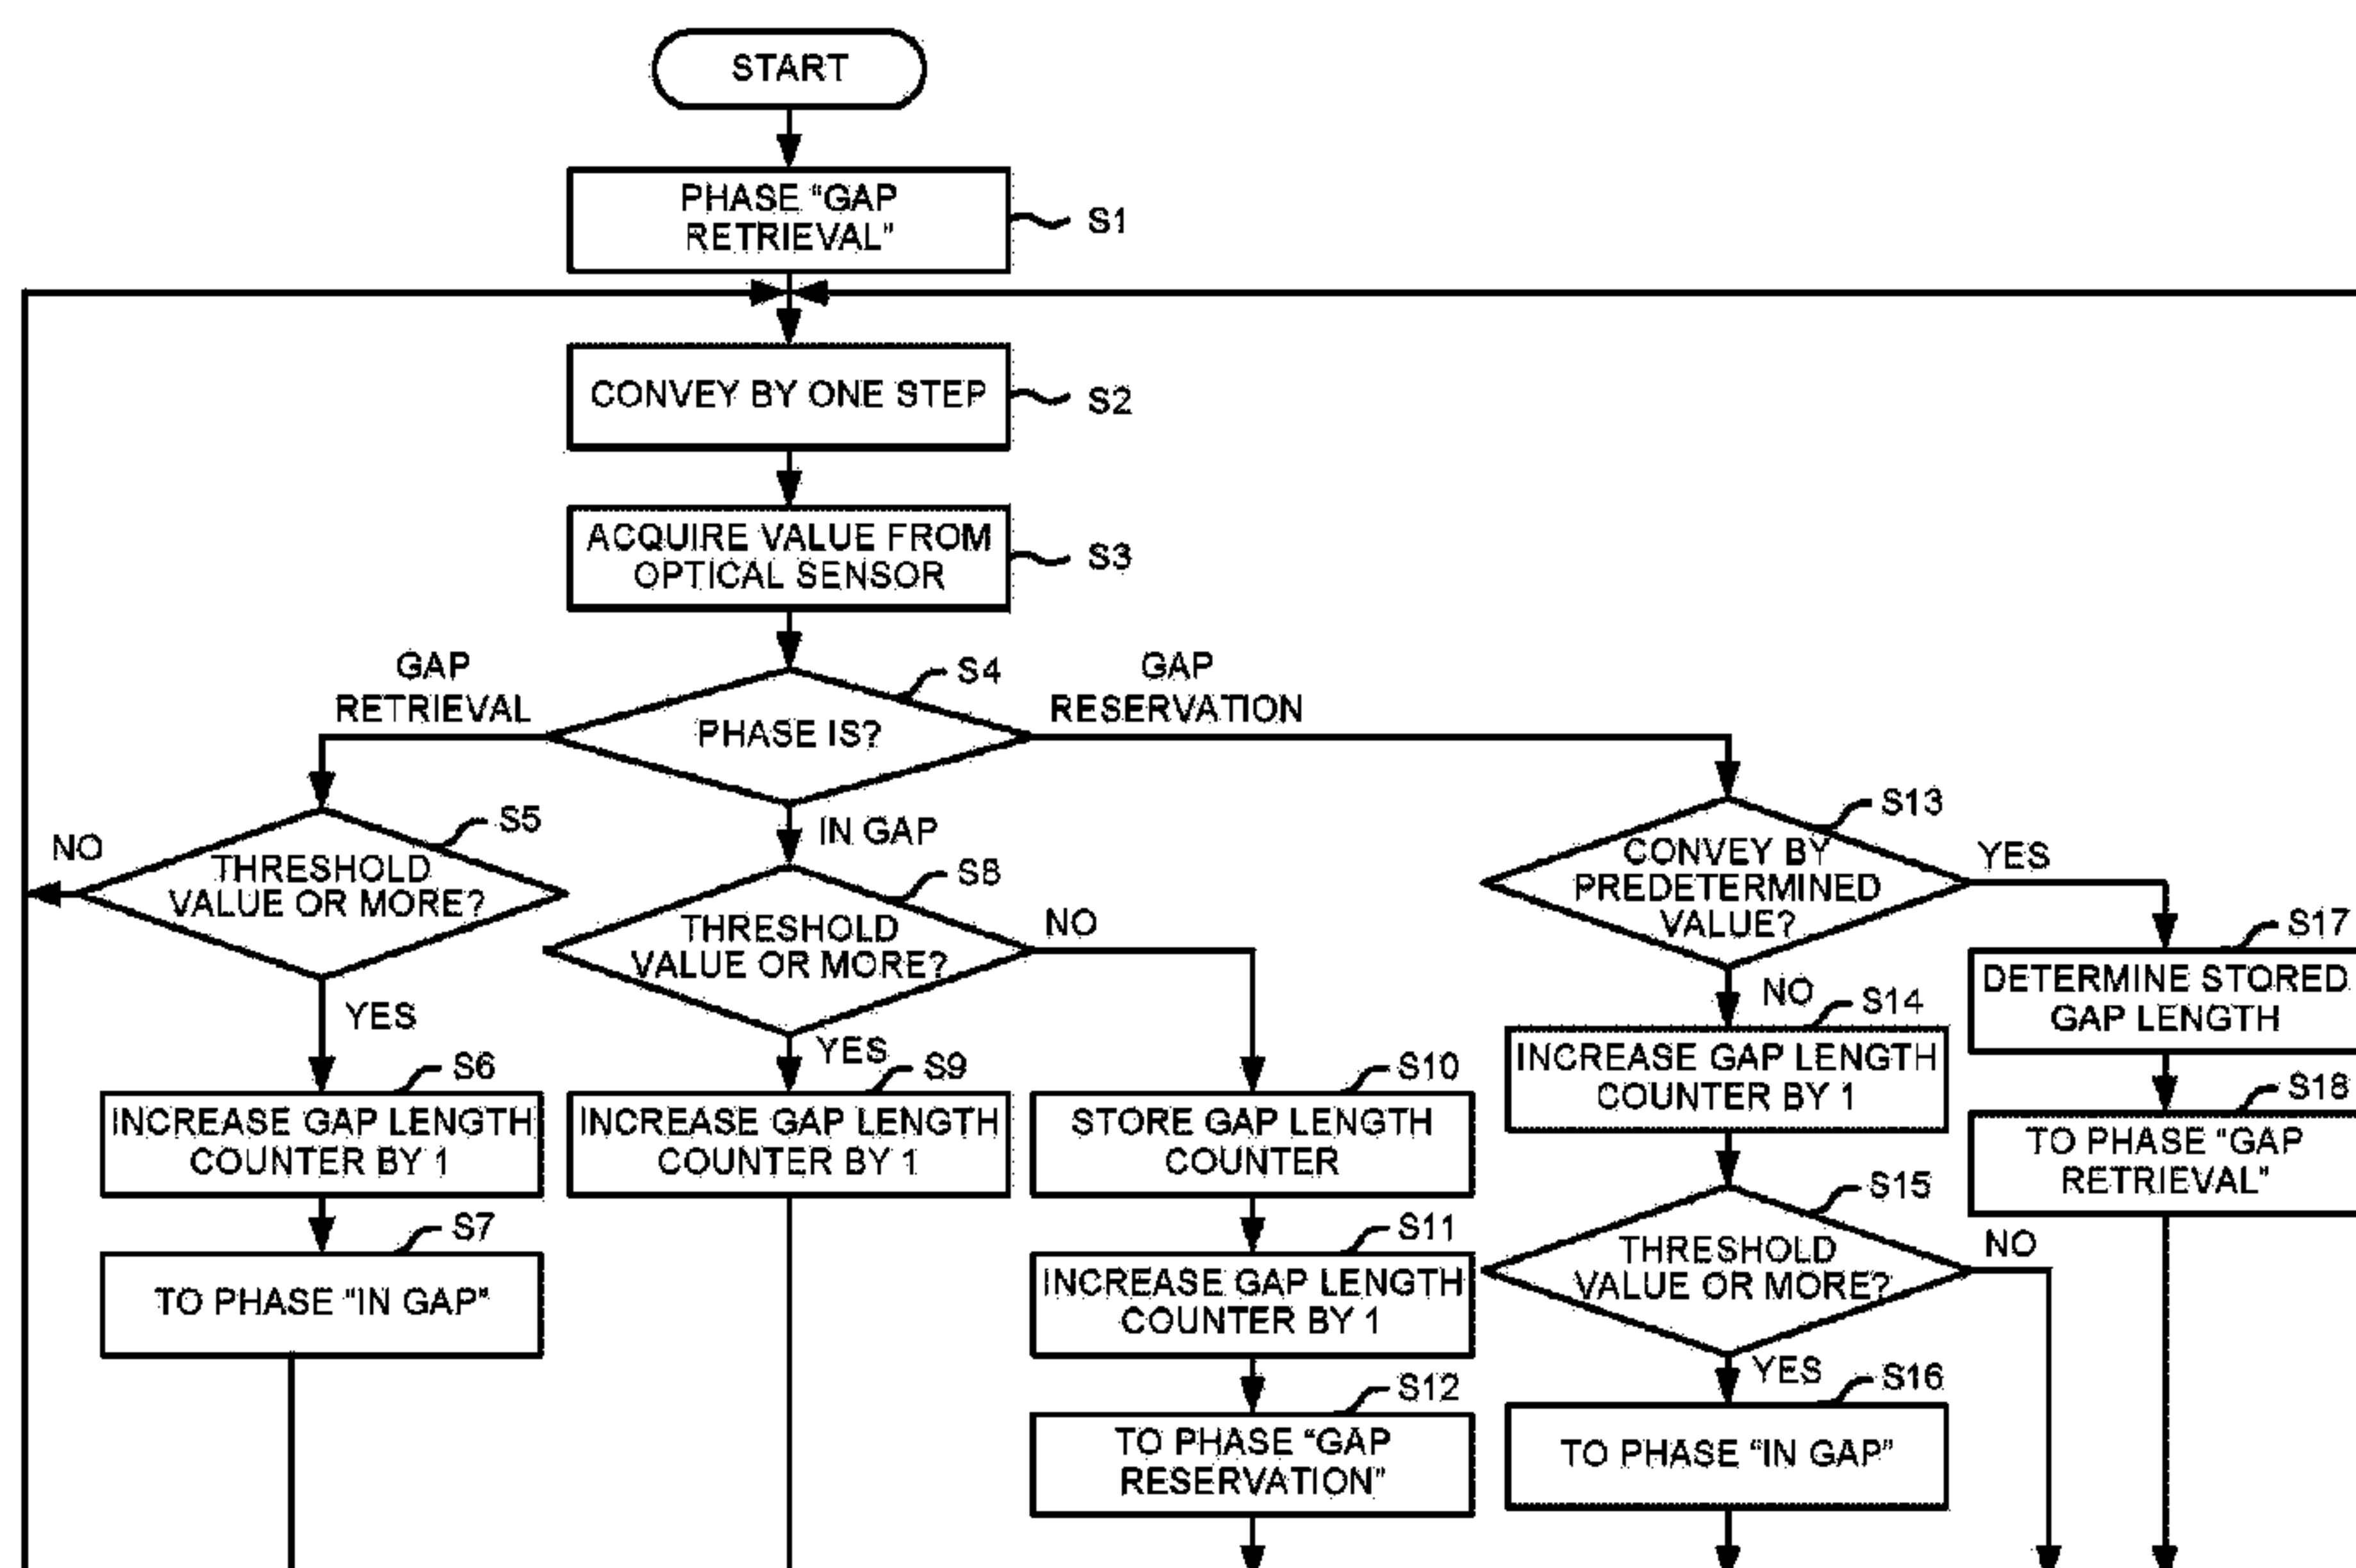 START
PHASE "GAP
RETRIEVAL"
S1
CONVEY BY ONE STEP
S2
ACQUIRE VALUE FROM
OPTICAL SENSOR
S3
GAP
RETRIEVAL
S4
PHASE IS?
GAP
RESERVATION
IN GAP
NO
S5
THRESHOLD
VALUE OR MORE?
YES
S6
INCREASE GAP LENGTH
COUNTER BY 1
S7
TO PHASE "IN GAP"
S8
THRESHOLD
VALUE OR MORE?
NO
YES
S9
INCREASE GAP LENGTH
COUNTER BY 1
S10
STORE GAP LENGTH
COUNTER
S11
INCREASE GAP LENGTH
COUNTER BY 1
S12
TO PHASE "GAP
RESERVATION"
S13
CONVEY BY
PREDETERMINED
VALUE?
YES
NO
S14
INCREASE GAP LENGTH
COUNTER BY 1
S15
THRESHOLD
VALUE OR MORE?
NO
YES
S16
TO PHASE "IN GAP"
S17
DETERMINE STORED
GAP LENGTH
S18
TO PHASE "GAP
RETRIEVAL"